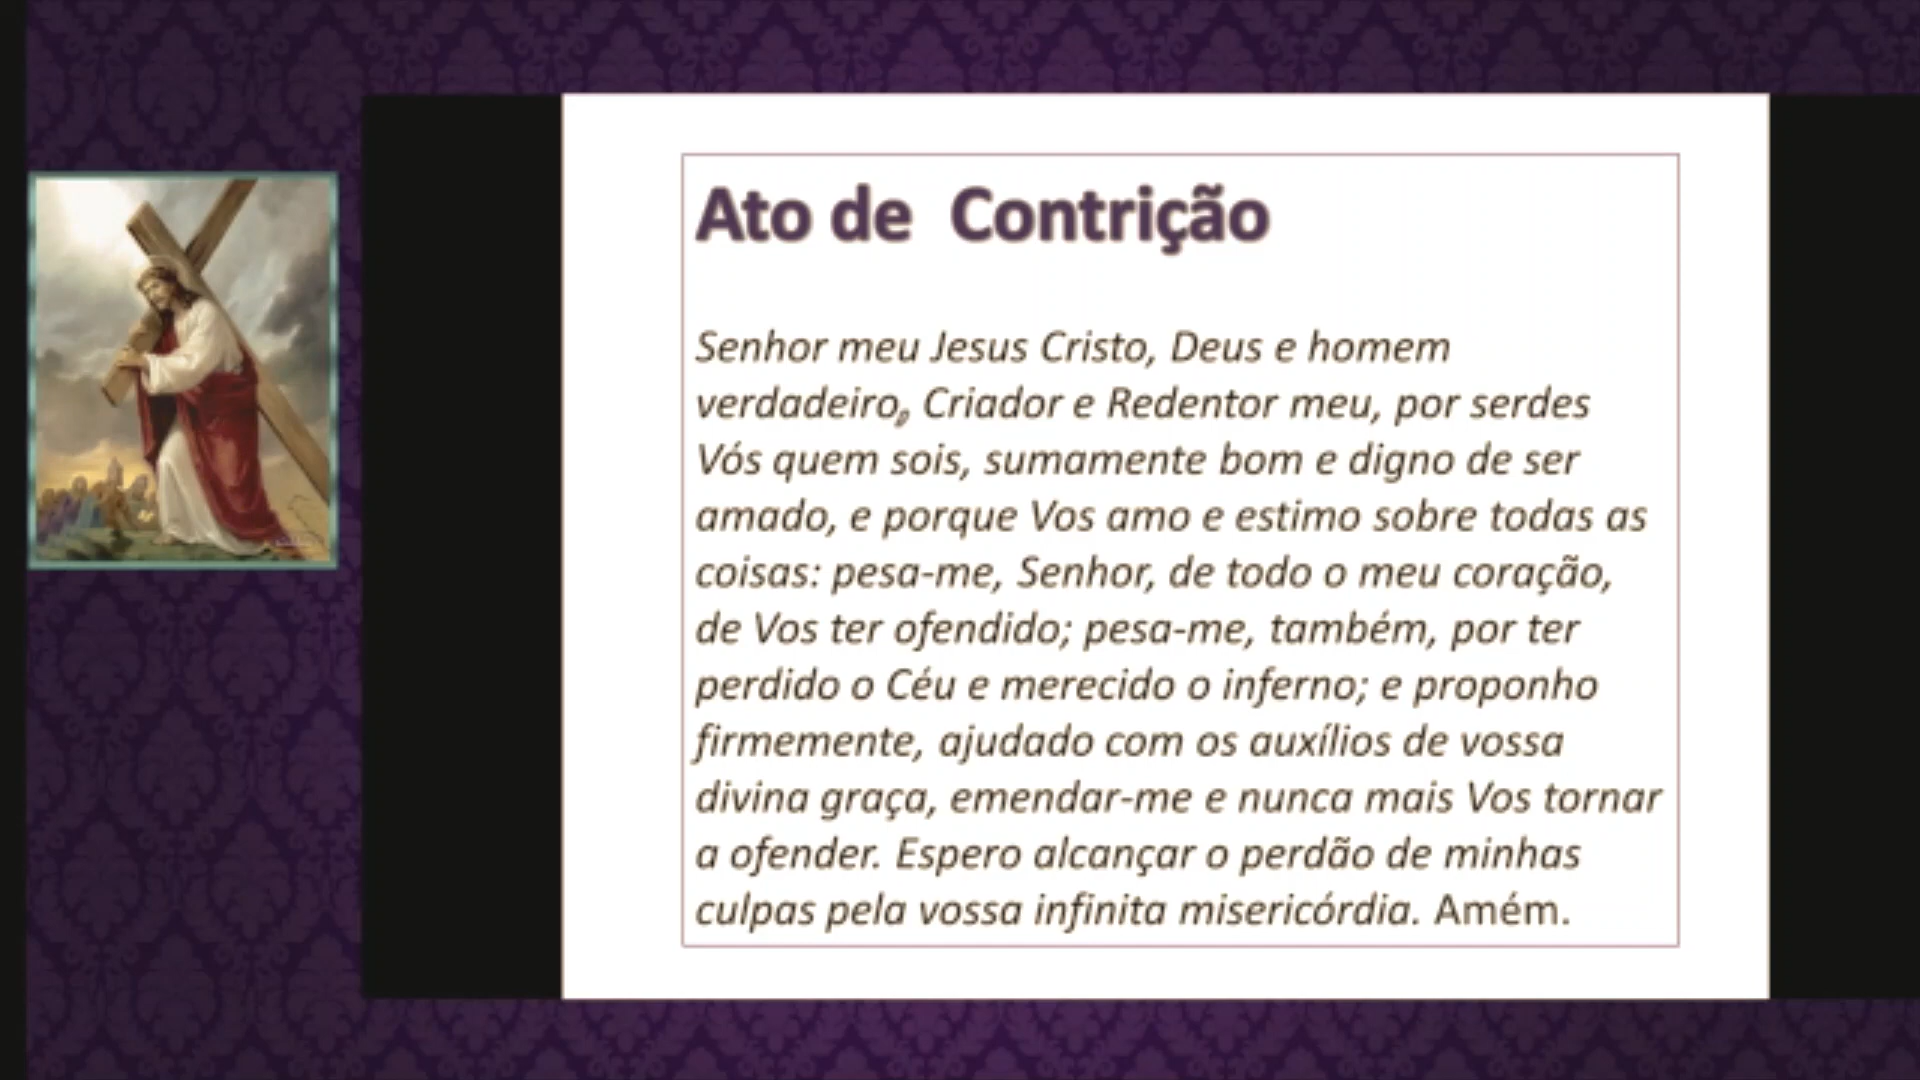 Ato de  Contrição
Senhor meu Jesus Cristo, Deus e homem
verdadeiro, Criador e Redentor meu, por serdes
Vós quem sois, sumamente bom e digno de ser
amado, e porque Vos amo e estimo sobre todas as
coisas: pesa-me, Senhor, de todo o meu coração,
de Vos ter ofendido; pesa-me, também, por ter
perdido o Céu e merecido o inferno; e proponho
firmemente, ajudado com os auxílios de vossa
divina graça, emendar-me e nunca mais Vos tornar
a ofender. Espero alcançar o perdão de minhas
culpas pela vossa infinita misericórdia. Amém.